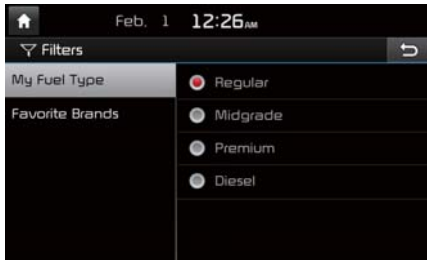 Feb. 1 12:26AM
Filters
My Fuel Type
Favorite Brands
Regular
Midgrade
Premium
Diesel